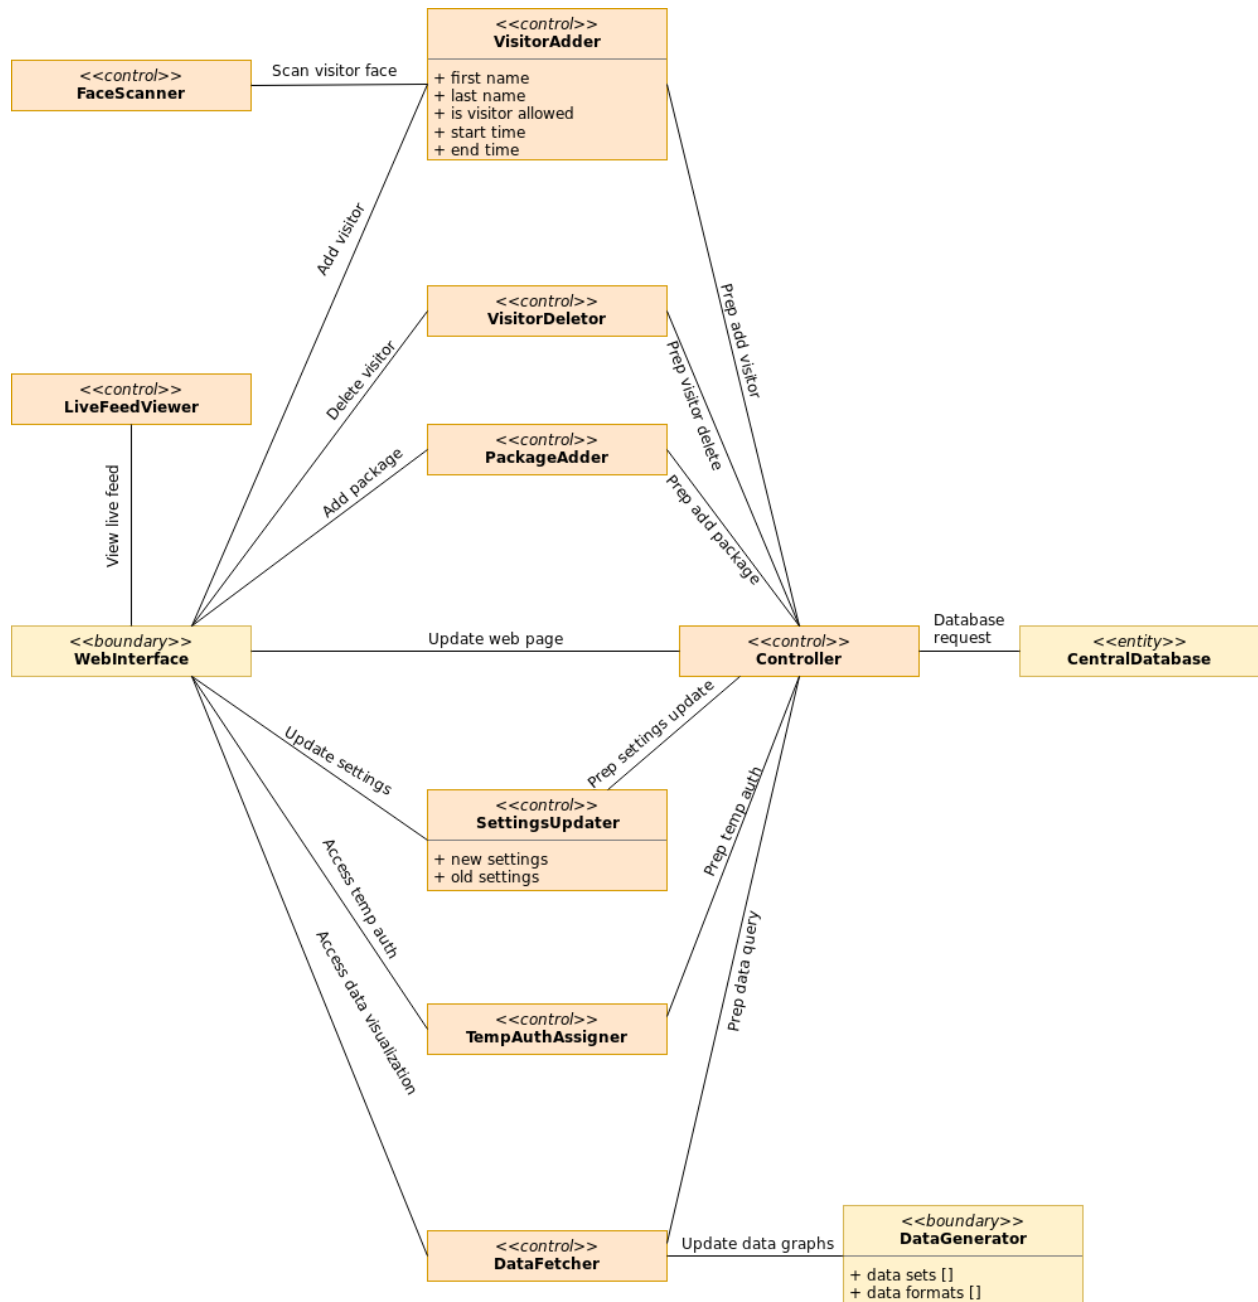 <<control>>
VisitorAdder
+ first name
+ last name
+ is visitor allowed
+ start time
+ end time
<<control>>
FaceScanner
Scan visitor face
Add visitor
Prep add visitor
<<control>>
VisitorDeletor
Delete visitor
Prep visitor delete
<<control>>
LiveFeedViewer
View live feed
<<control>>
PackageAdder
Add package
Prep add package
<<boundary>>
WebInterface
Update web page
<<control>>
Controller
Database
request
<<entity>>
CentralDatabase
Update settings
Prep settings update
<<control>>
SettingsUpdater
+ new settings
+ old settings
Access temp auth
Prep temp auth
<<control>>
TempAuthAssigner
Access data visualization
Prep data query
<<control>>
DataFetcher
Update data graphs
<<boundary>>
DataGenerator
+ data sets []
+ data formats []